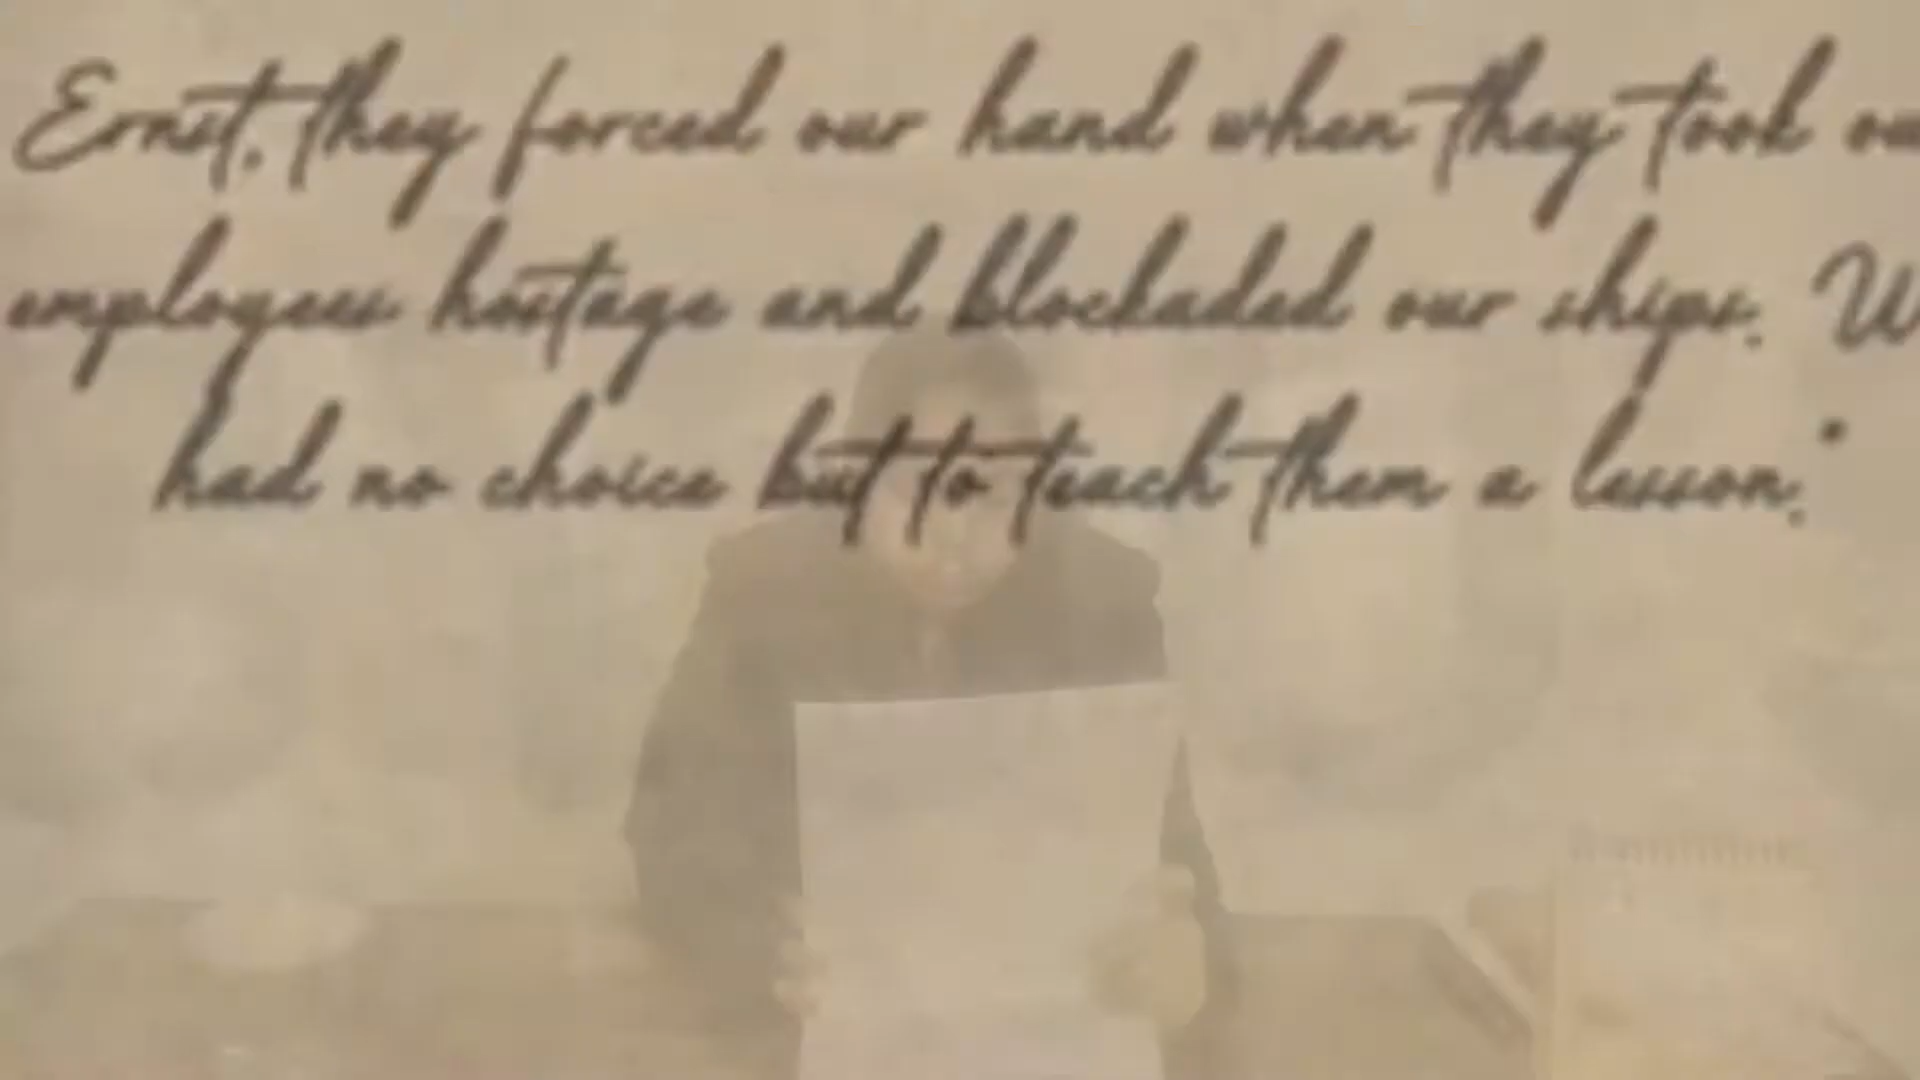 Ernst, they forced our hand when they took ou
employees hostage and blockaded our ships. W
had no choice but to teach them a lesson."